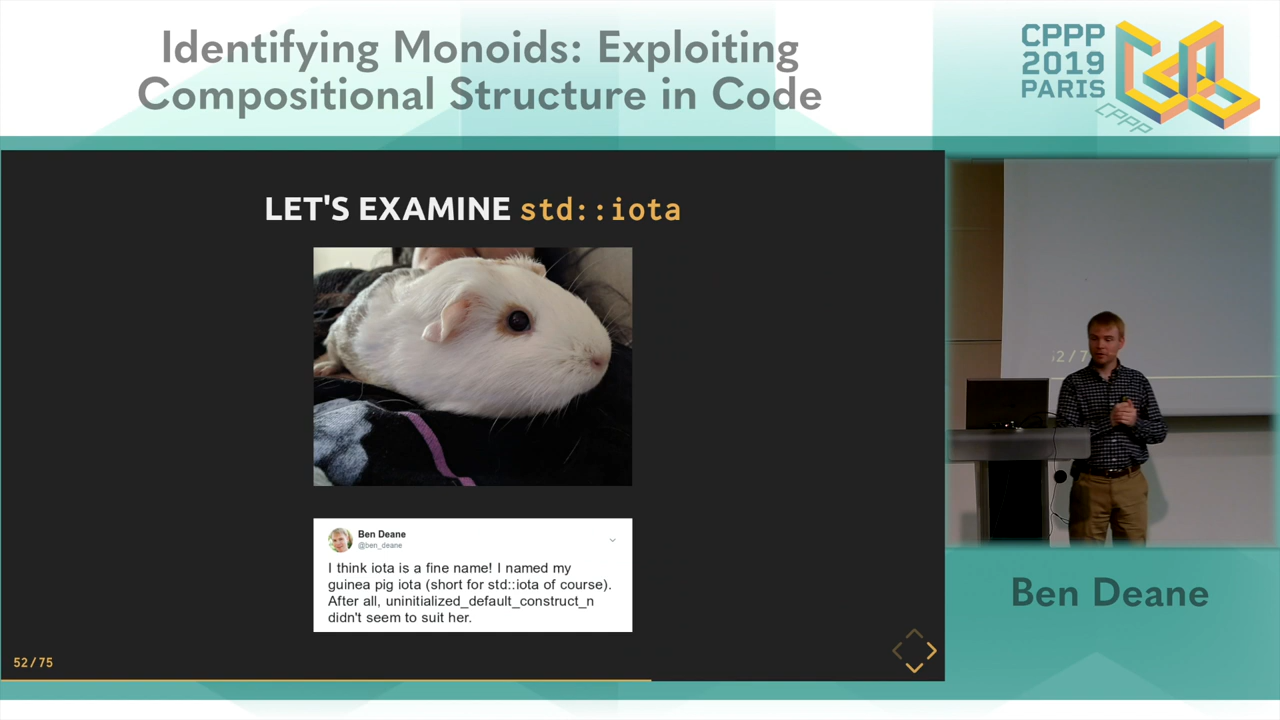 Identifying Monoids: Exploiting
Compositional Structure in Code
CPPP
2019
PARIS
CPPP
LET'S EXAMINE std::iota
Ben Deane
@ben_deane
I think iota is a fine name! I named my
guinea pig iota (short for std::iota of course).
After all, uninitialized_default_construct_n
didn't seem to suit her.
52/75
Ben Deane